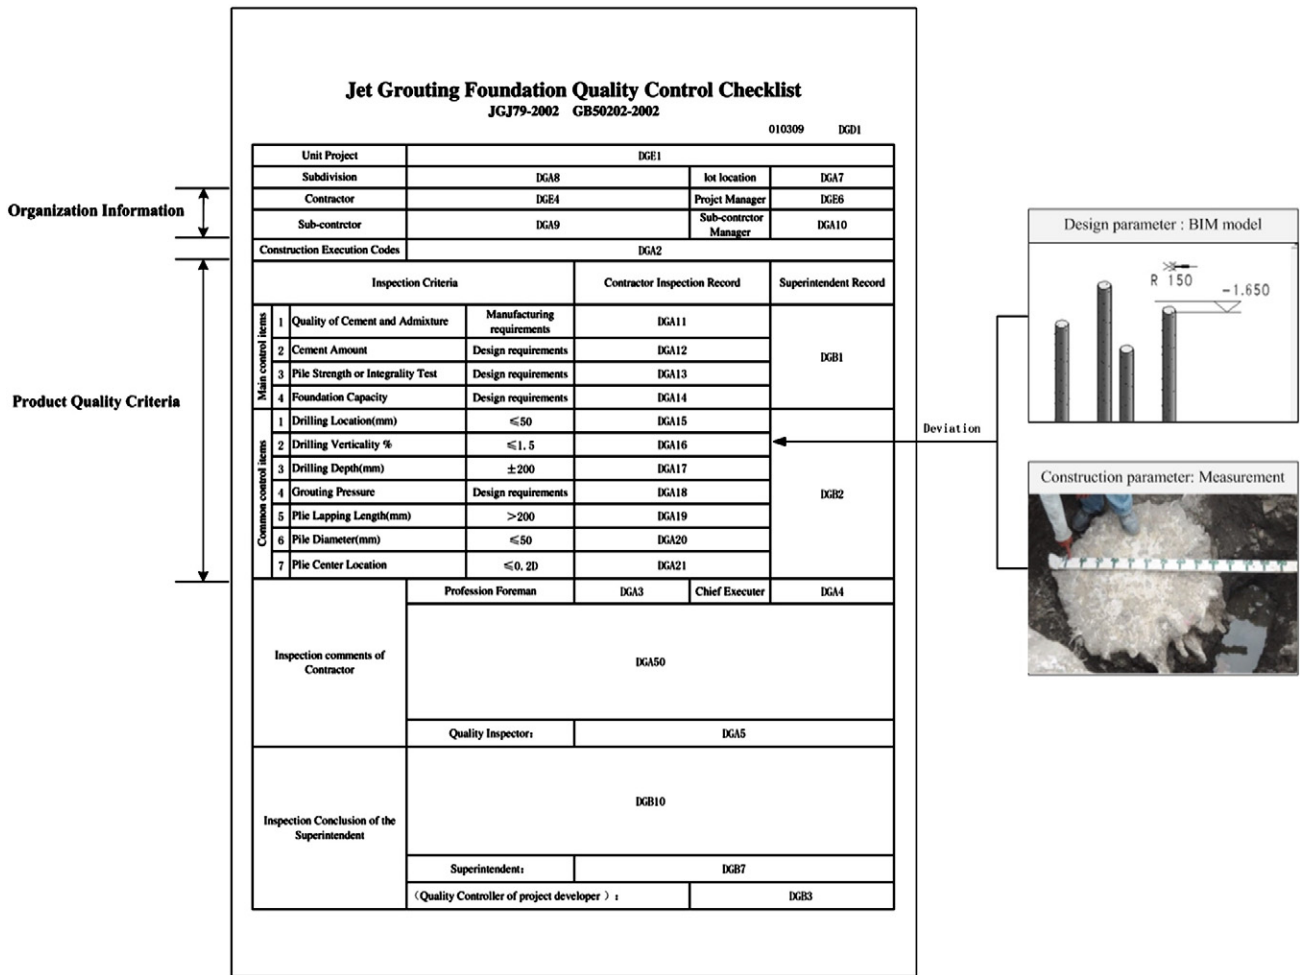 Jet Grouting Foundation Quality Control Checklist
JGJ79-2002 GB50202-2002
010309 DGD1
Unit Project DGE1
Subdivision DGA8 lot location DGA7
Contractor DGE4 Projct Manager DGE6
Sub-contrctor DGA9 Sub-contrctor
Manager DGA10
Construction Execution Codes DGA2
Inspection Criteria Contractor Inspection Record Superintendent Record
Main control items
1 Quality of Cement and Admixture Manufacturing
requirements DGA11
2 Cement Amount Design requirements DGA12
3 Pile Strength or Integrality Test Design requirements DGA13
4 Foundation Capacity Design requirements DGA14
DGB1
Common control items
1 Drilling Location(mm) ≤50 DGA15
2 Drilling Verticality % ≤1.5 DGA16
3 Drilling Depth(mm) ±200 DGA17
4 Grouting Pressure Design requirements DGA18
5 Plie Lapping Length(mm) >200 DGA19
6 Pile Diameter(mm) ≤50 DGA20
7 Plie Center Location ≤0.2D DGA21
DGB2
Profession Foreman DGA3 Chief Executer DGA4
Inspection comments of
Contractor
DGA50
Quality Inspector: DGA5
Inspection Conclusion of the
Superintendent
DGB10
Superintendent: DGB7
(Quality Controller of project developer ): DGB3
Organization Information
Product Quality Criteria
Deviation
Design parameter : BIM model
R 150
-1.650
Construction parameter: Measurement